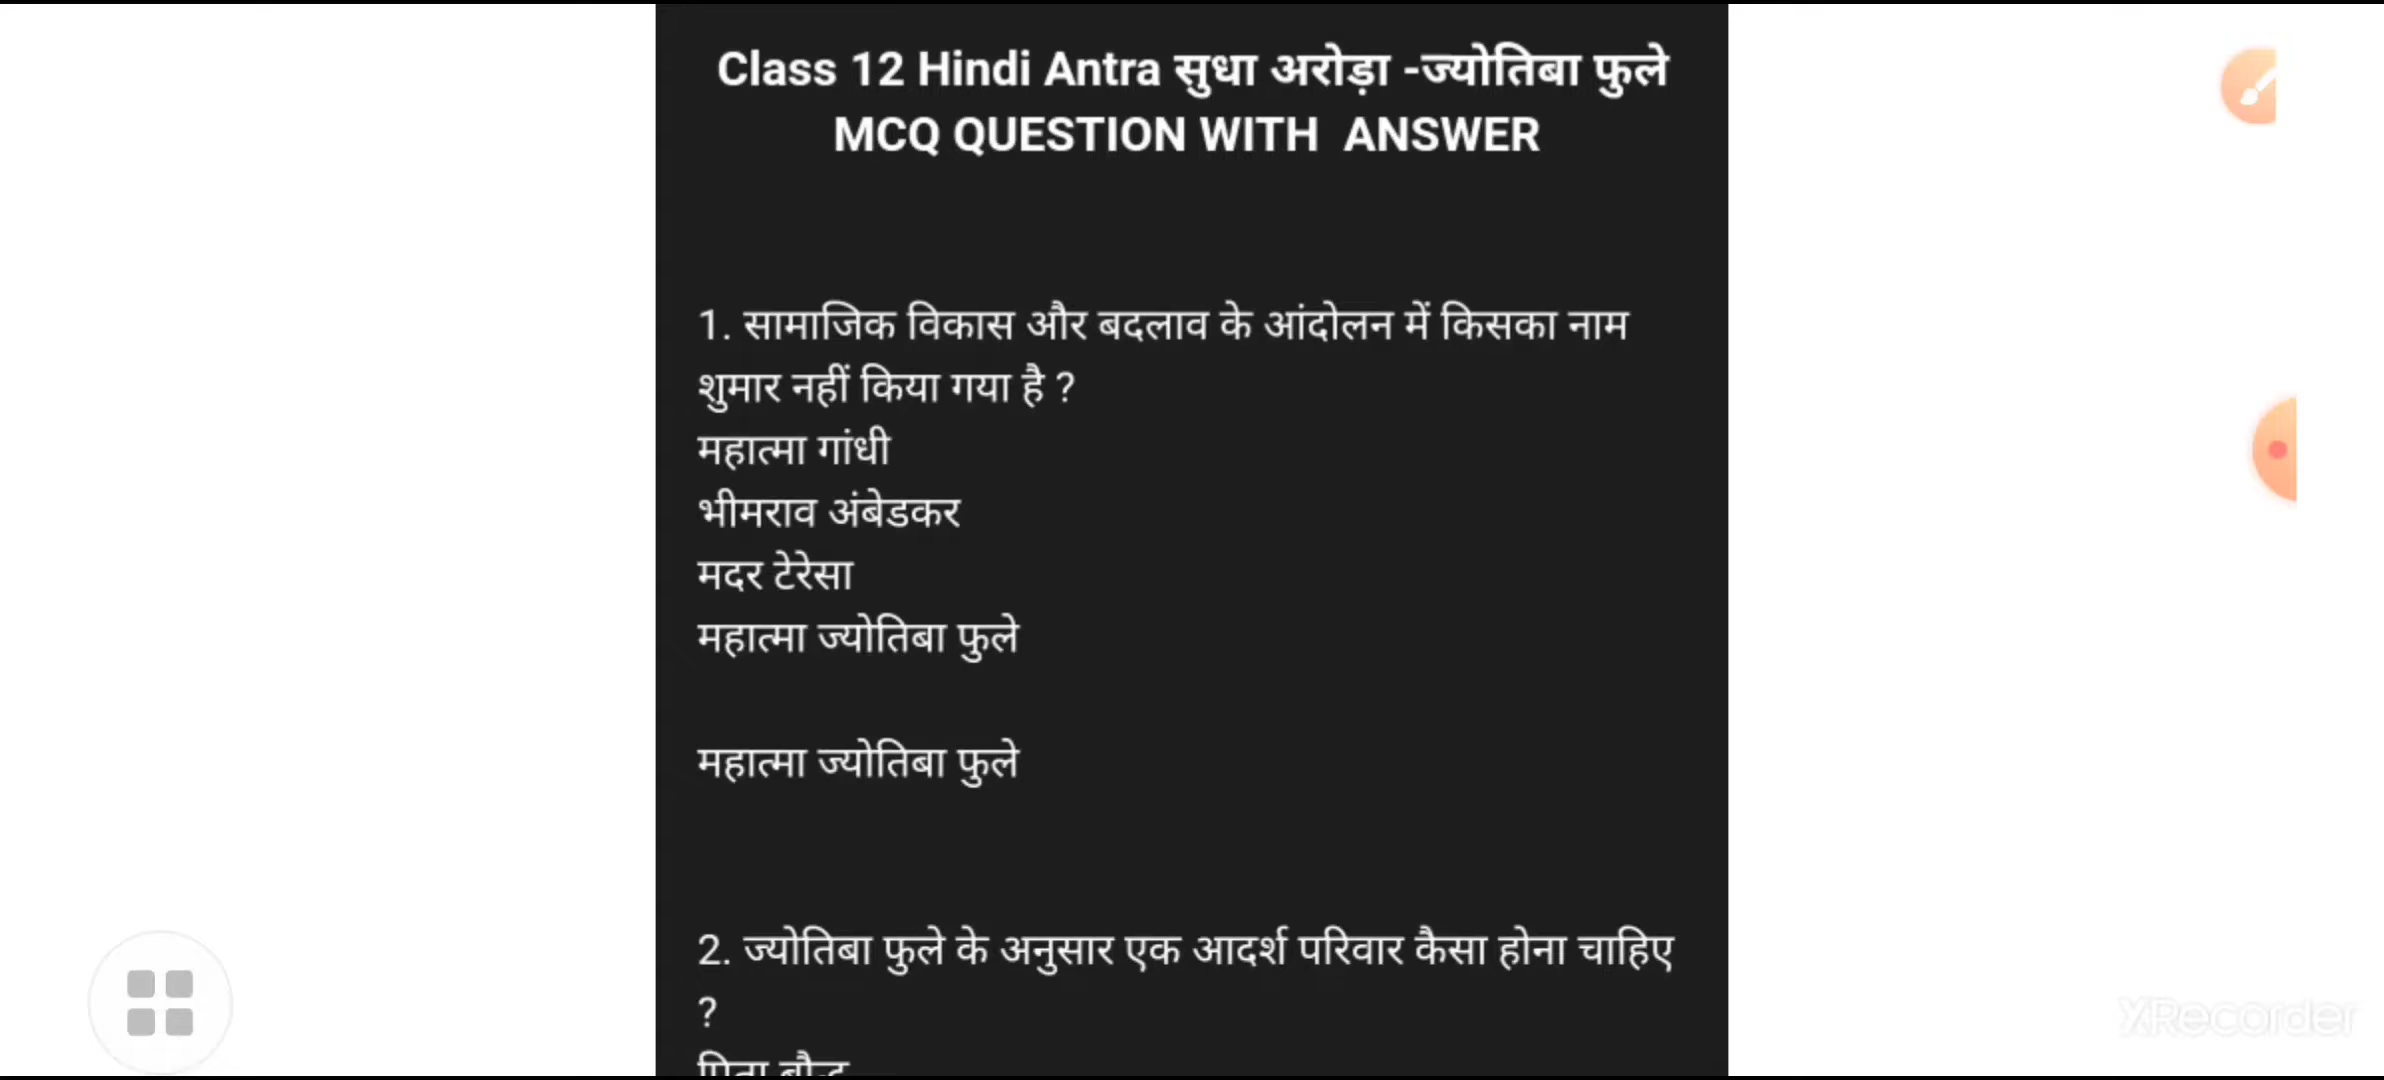 Class 12 Hindi Antra सुधा अरोड़ा -ज्योतिबा फुले
MCQ QUESTION WITH ANSWER
1. सामाजिक विकास और बदलाव के आंदोलन में किसका नाम
शुमार नहीं किया गया है ?
महात्मा गांधी
भीमराव अंबेडकर
मदर टेरेसा
महात्मा ज्योतिबा फुले
महात्मा ज्योतिबा फुले
2. ज्योतिबा फुले के अनुसार एक आदर्श परिवार कैसा होना चाहिए
?
पिता बौद्ध
XRecorder